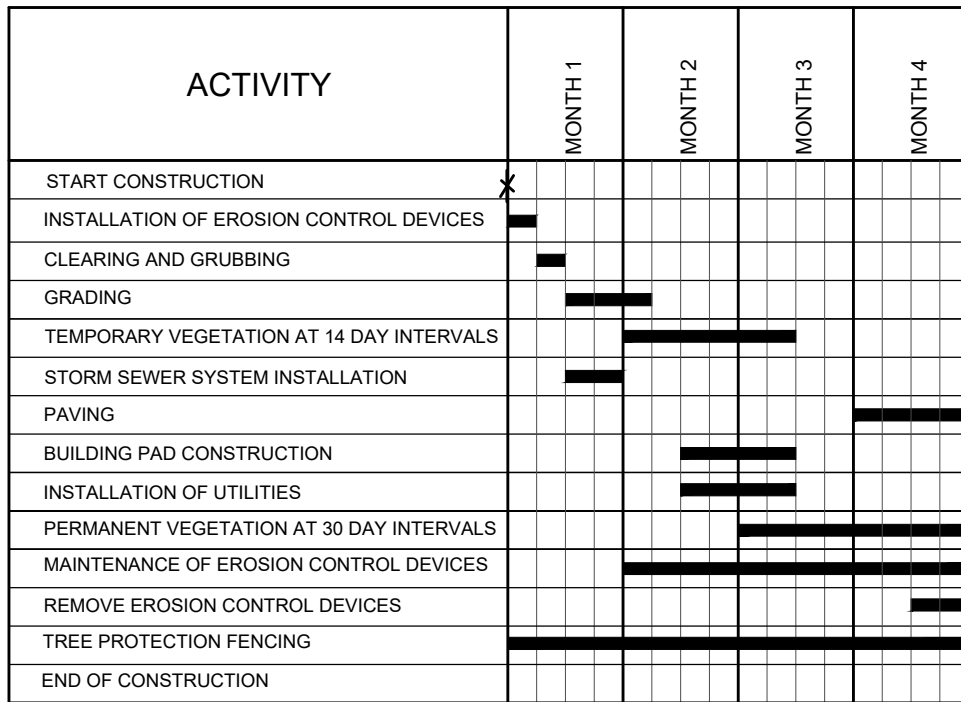 ACTIVITY
MONTH 1
MONTH 2
MONTH 3
MONTH 4
START CONSTRUCTION
INSTALLATION OF EROSION CONTROL DEVICES
CLEARING AND GRUBBING
GRADING
TEMPORARY VEGETATION AT 14 DAY INTERVALS
STORM SEWER SYSTEM INSTALLATION
PAVING
BUILDING PAD CONSTRUCTION
INSTALLATION OF UTILITIES
PERMANENT VEGETATION AT 30 DAY INTERVALS
MAINTENANCE OF EROSION CONTROL DEVICES
REMOVE EROSION CONTROL DEVICES
TREE PROTECTION FENCING
END OF CONSTRUCTION